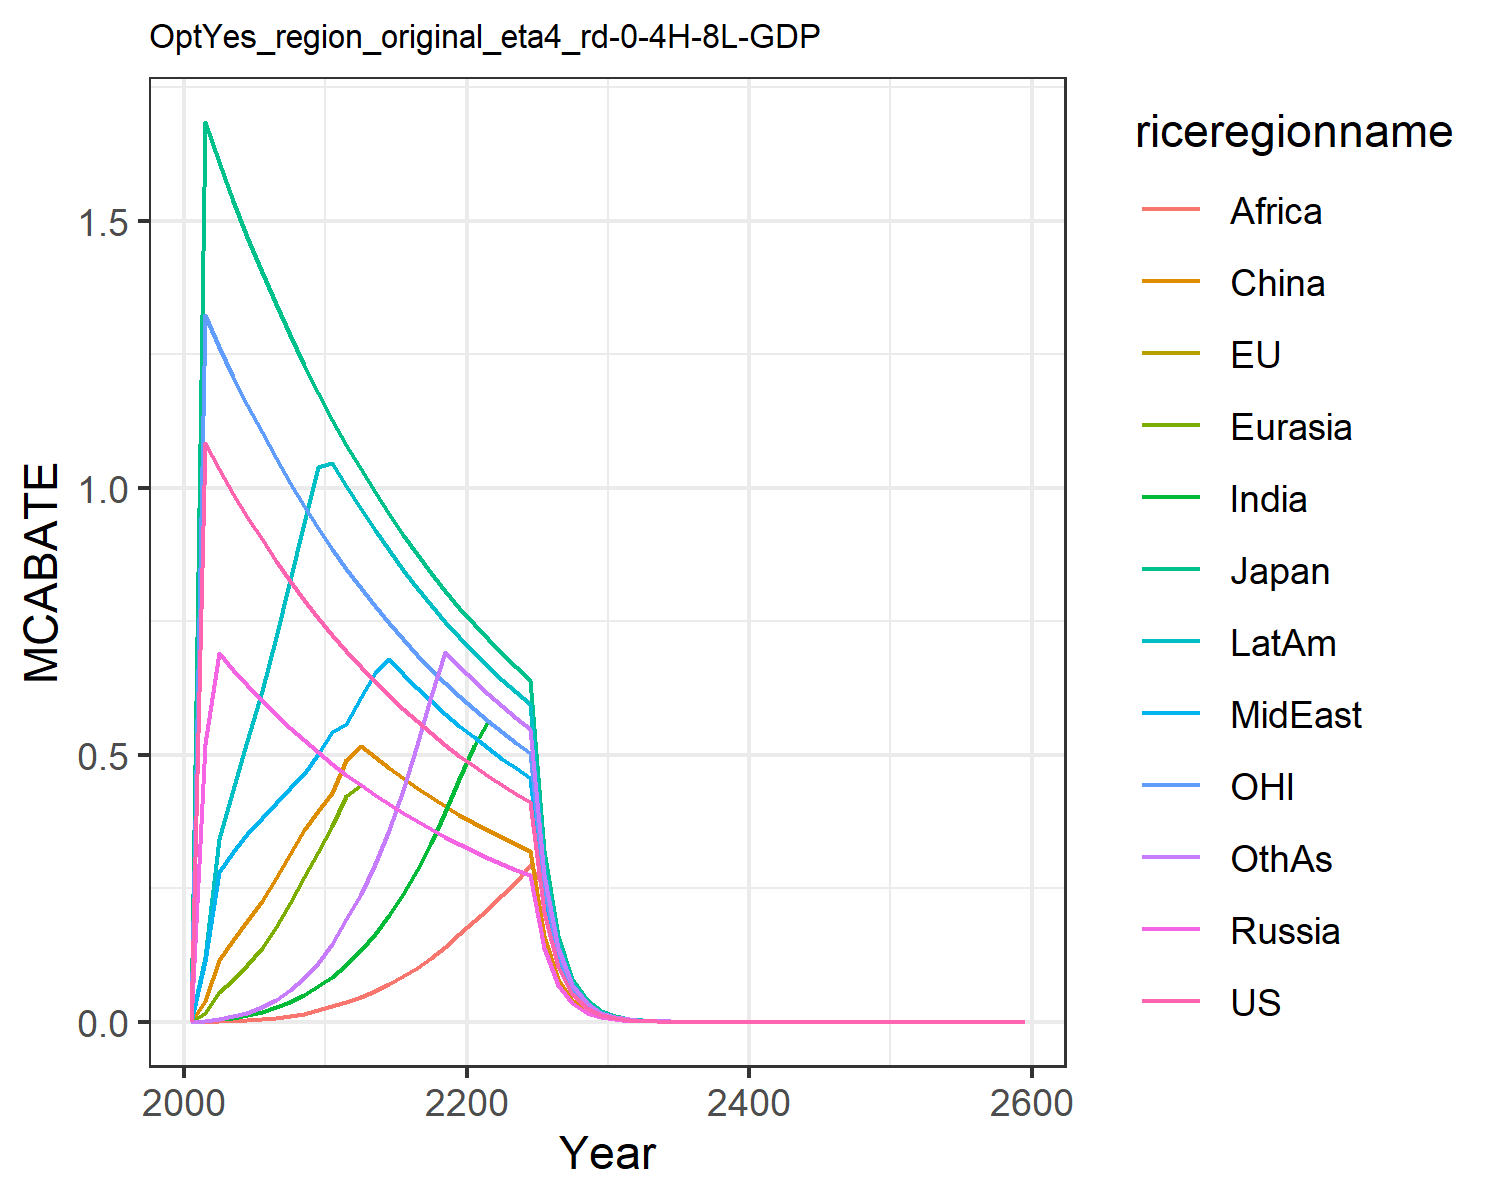 OptYes_region_original_eta4_rd-0-4H-8L-GDP
MCABATE
1.5
1.0
0.5
0.0
2000 2200 2400 2600
Year
riceregionname
Africa
China
EU
Eurasia
India
Japan
LatAm
MidEast
OHI
OthAs
Russia
US